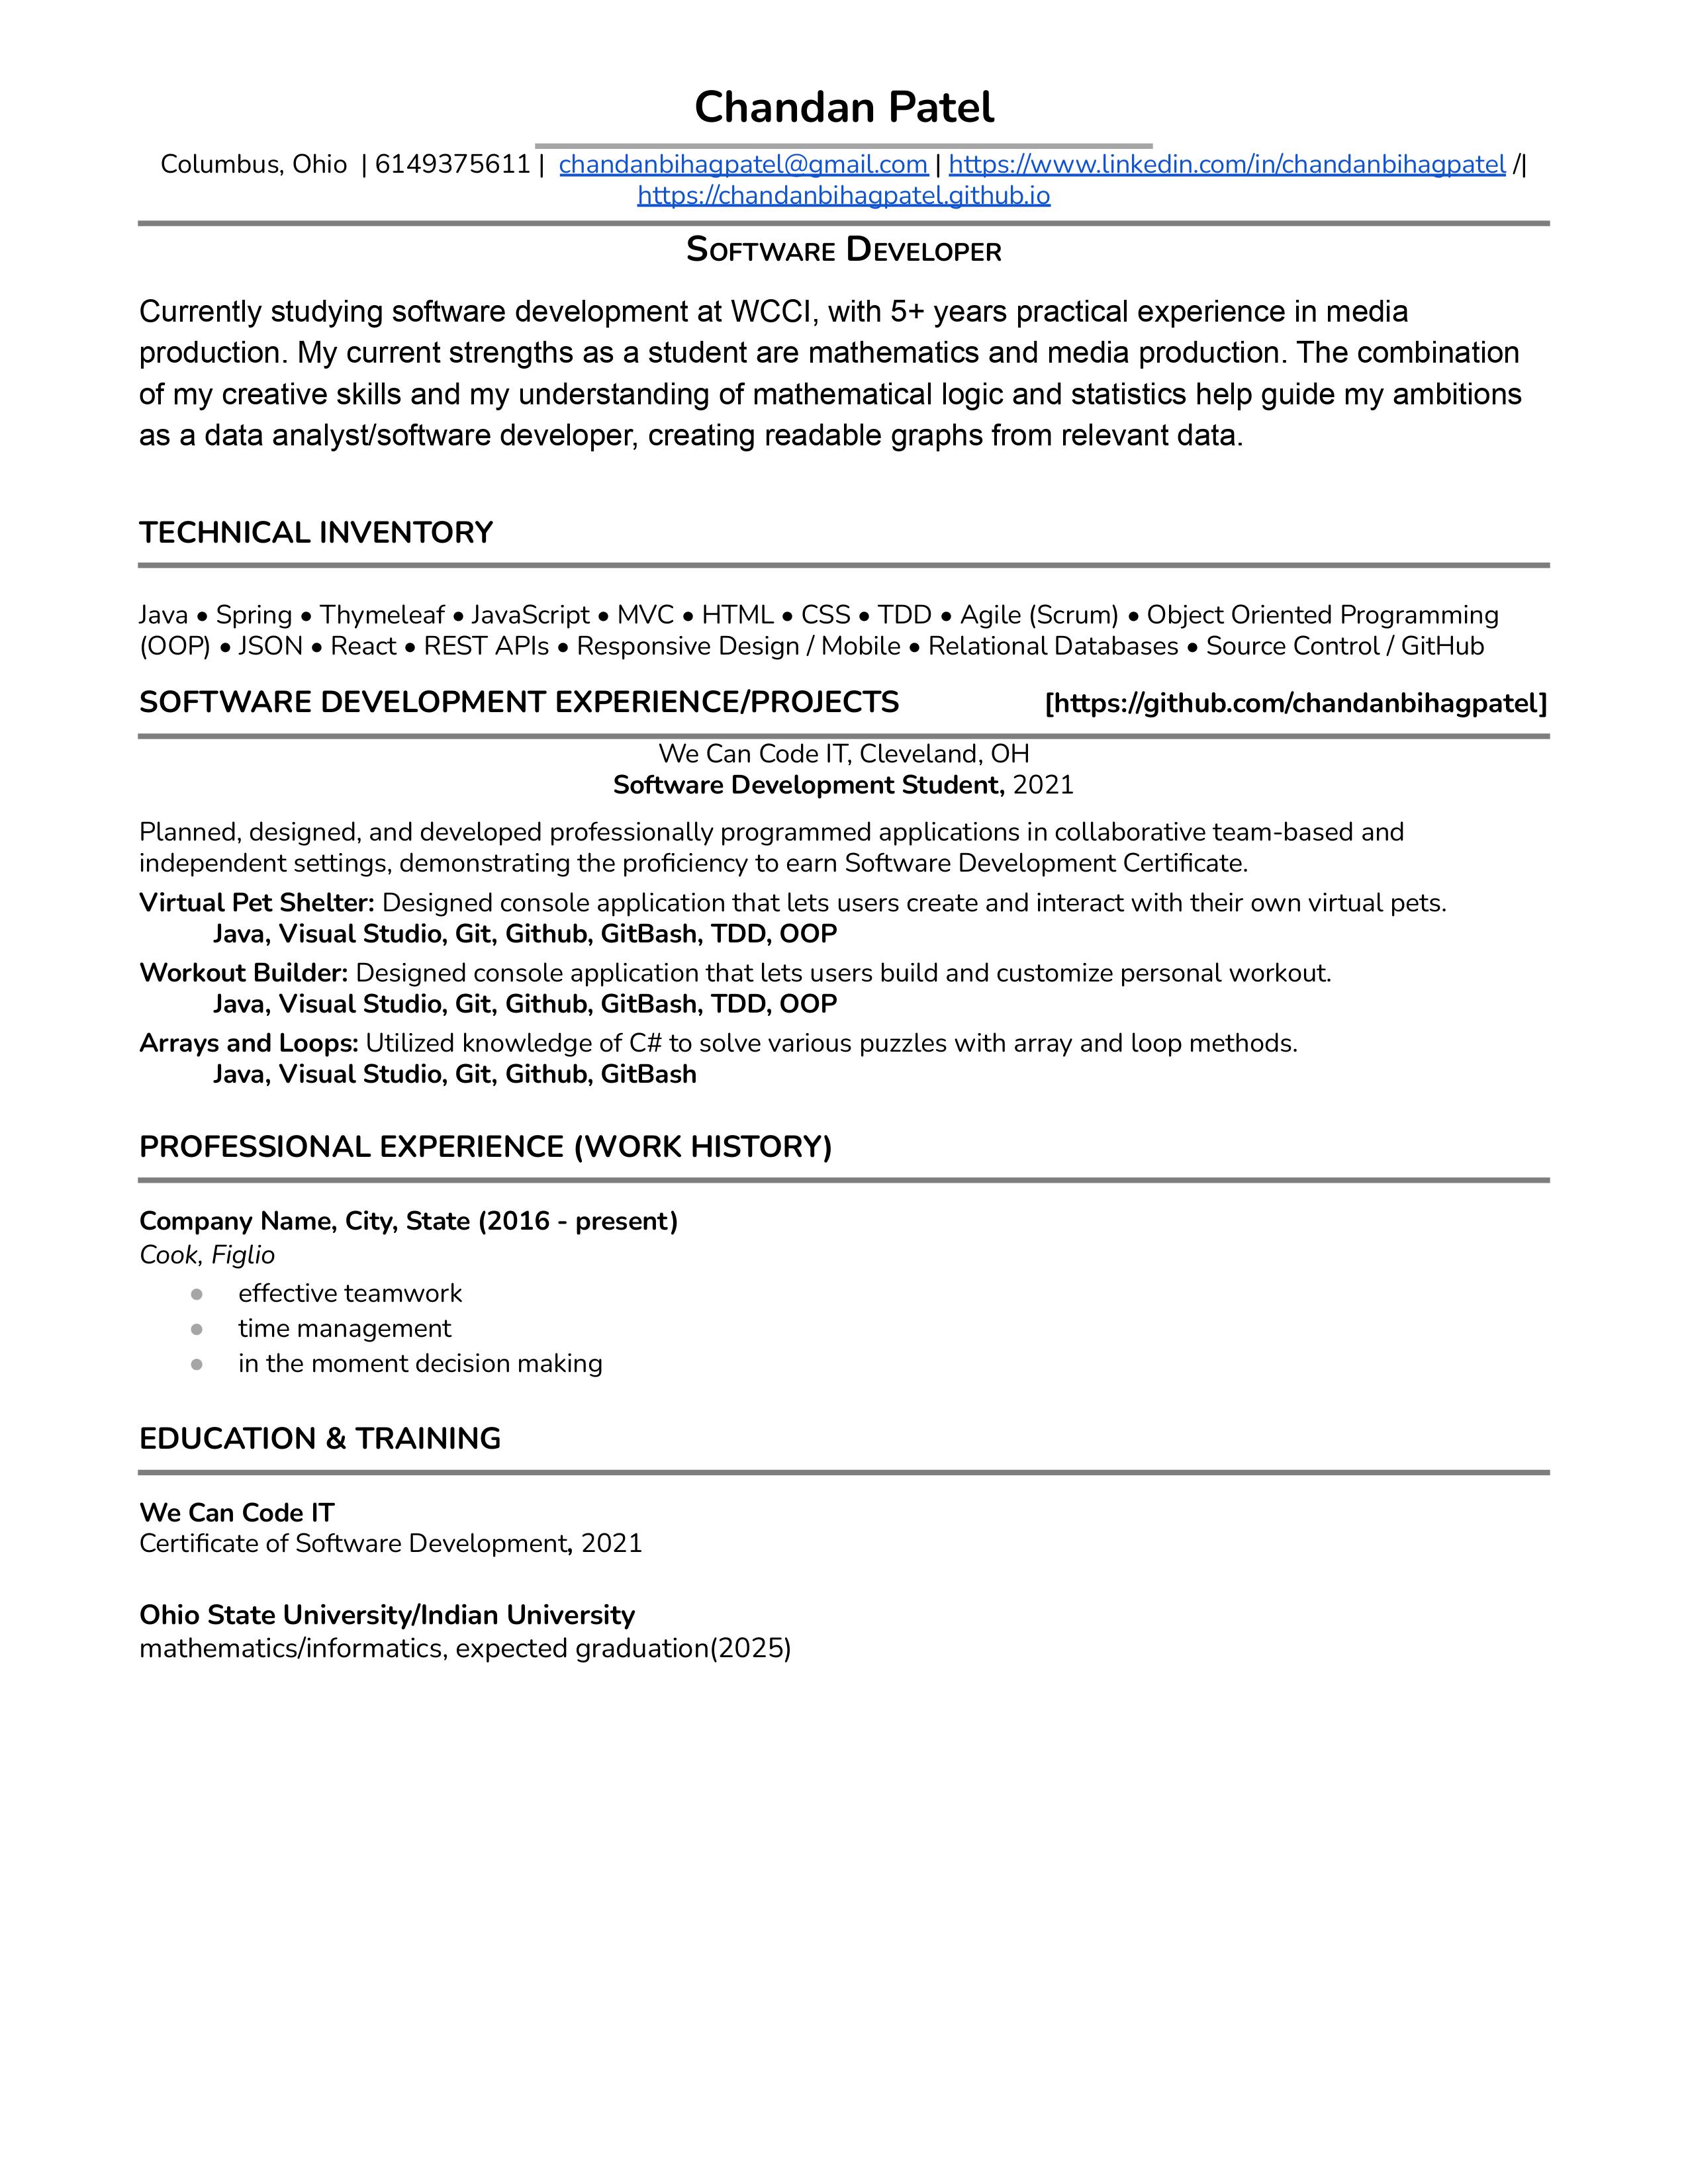 Chandan Patel
Columbus, Ohio | 6149375611 | chandanbihagpatel@gmail.com | https://www.linkedin.com/in/chandanbihagpatel /|
https://chandanbihagpatel.github.io
Software Developer
Currently studying software development at WCCI, with 5+ years practical experience in media
production. My current strengths as a student are mathematics and media production. The combination
of my creative skills and my understanding of mathematical logic and statistics help guide my ambitions
as a data analyst/software developer, creating readable graphs from relevant data.
TECHNICAL INVENTORY
Java ● Spring ● Thymeleaf ● JavaScript ● MVC ● HTML ● CSS ● TDD ● Agile (Scrum) ● Object Oriented Programming
(OOP) ● JSON ● React ● REST APIs ● Responsive Design / Mobile ● Relational Databases ● Source Control / GitHub
SOFTWARE DEVELOPMENT EXPERIENCE/PROJECTS [https://github.com/chandanbihagpatel]
We Can Code IT, Cleveland, OH
Software Development Student, 2021
Planned, designed, and developed professionally programmed applications in collaborative team-based and
independent settings, demonstrating the proficiency to earn Software Development Certificate.
Virtual Pet Shelter: Designed console application that lets users create and interact with their own virtual pets.
Java, Visual Studio, Git, Github, GitBash, TDD, OOP
Workout Builder: Designed console application that lets users build and customize personal workout.
Java, Visual Studio, Git, Github, GitBash, TDD, OOP
Arrays and Loops: Utilized knowledge of C# to solve various puzzles with array and loop methods.
Java, Visual Studio, Git, Github, GitBash
PROFESSIONAL EXPERIENCE (WORK HISTORY)
Company Name, City, State (2016 - present)
Cook, Figlio
● effective teamwork
● time management
● in the moment decision making
EDUCATION & TRAINING
We Can Code IT
Certificate of Software Development, 2021
Ohio State University/Indian University
mathematics/informatics, expected graduation(2025)